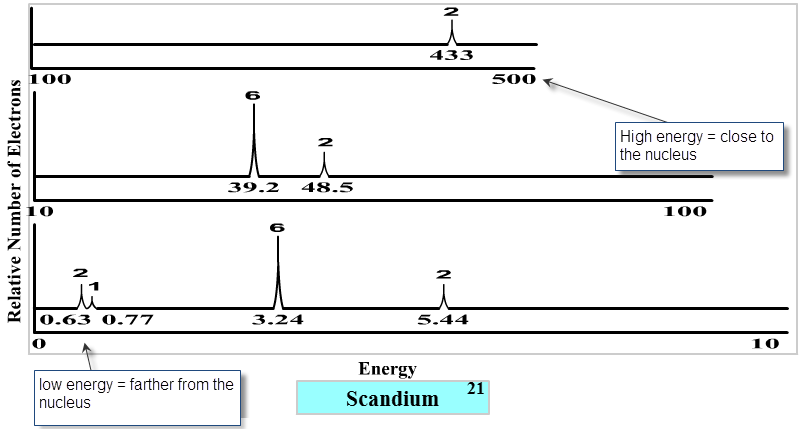 2
433
100 500
High energy = close to
the nucleus
6
2
39.2 48.5
10 100
6
2 1
2
0.63 0.77 3.24 5.44
0 10
Relative Number of Electrons
Energy
low energy = farther from the
nucleus
21
Scandium